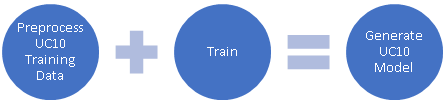 Preprocess
UC10
Training
Data
Train
Generate
UC10
Model